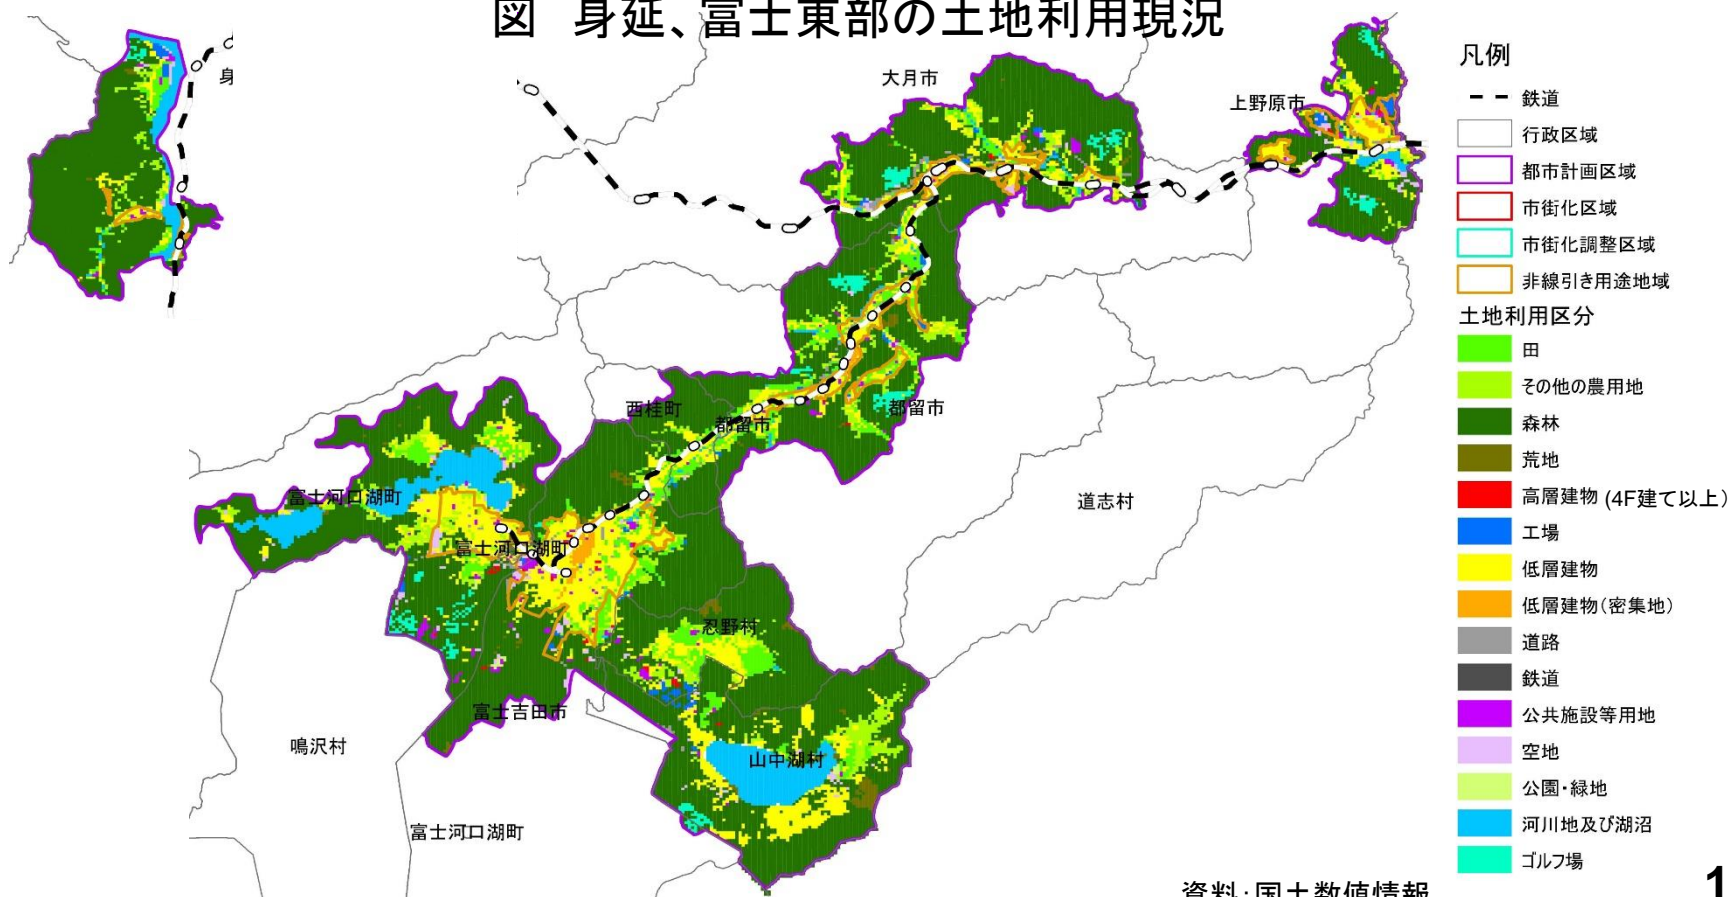 図　身延、富士東部の土地利用現況
身
大月市
上野原市
西桂町
都留市
都留市
道志村
富士河口湖町
富士河口湖町
忍野村
富士吉田市
鳴沢村
山中湖村
富士河口湖町
凡例
鉄道
行政区域
都市計画区域
市街化区域
市街化調整区域
非線引き用途地域
土地利用区分
田
その他の農用地
森林
荒地
高層建物 (4F建て以上)
工場
低層建物
低層建物(密集地)
道路
鉄道
公共施設等用地
空地
公園・緑地
河川地及び湖沼
ゴルフ場
資料:国土数値情報
1